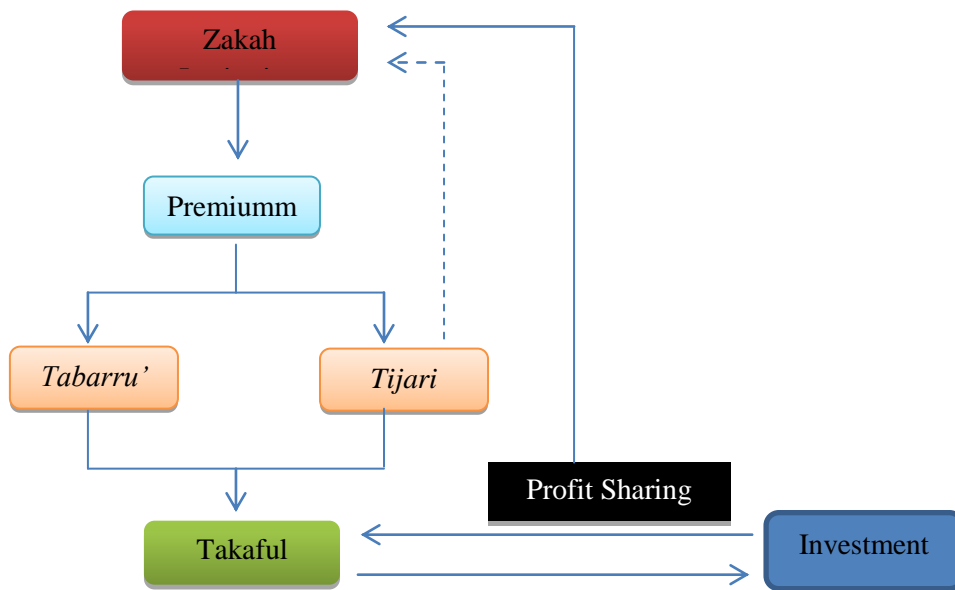 Zakah
Premiumm
Tabarru’
Tijari
Profit Sharing
Takaful
Investment